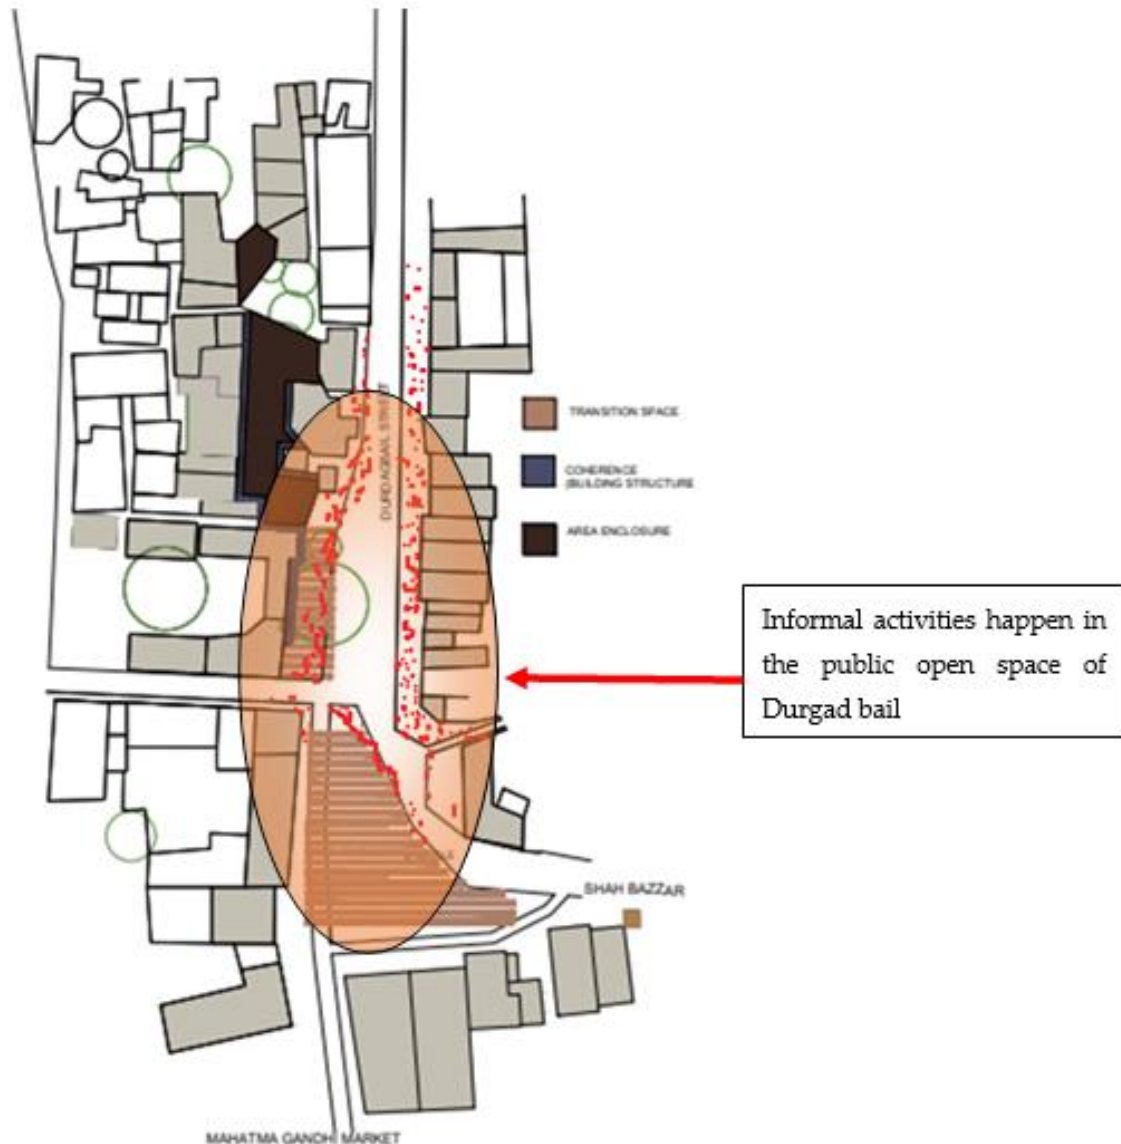 DURDAGBAIL STREET
TRANSITION SPACE
COHERENCE
(BUILDING STRUCTURE
AREA ENCLOSURE
Informal activities happen in
the public open space of
Durgad bail
SHAH BAZZAR
MAHATMA GANDHI MARKET